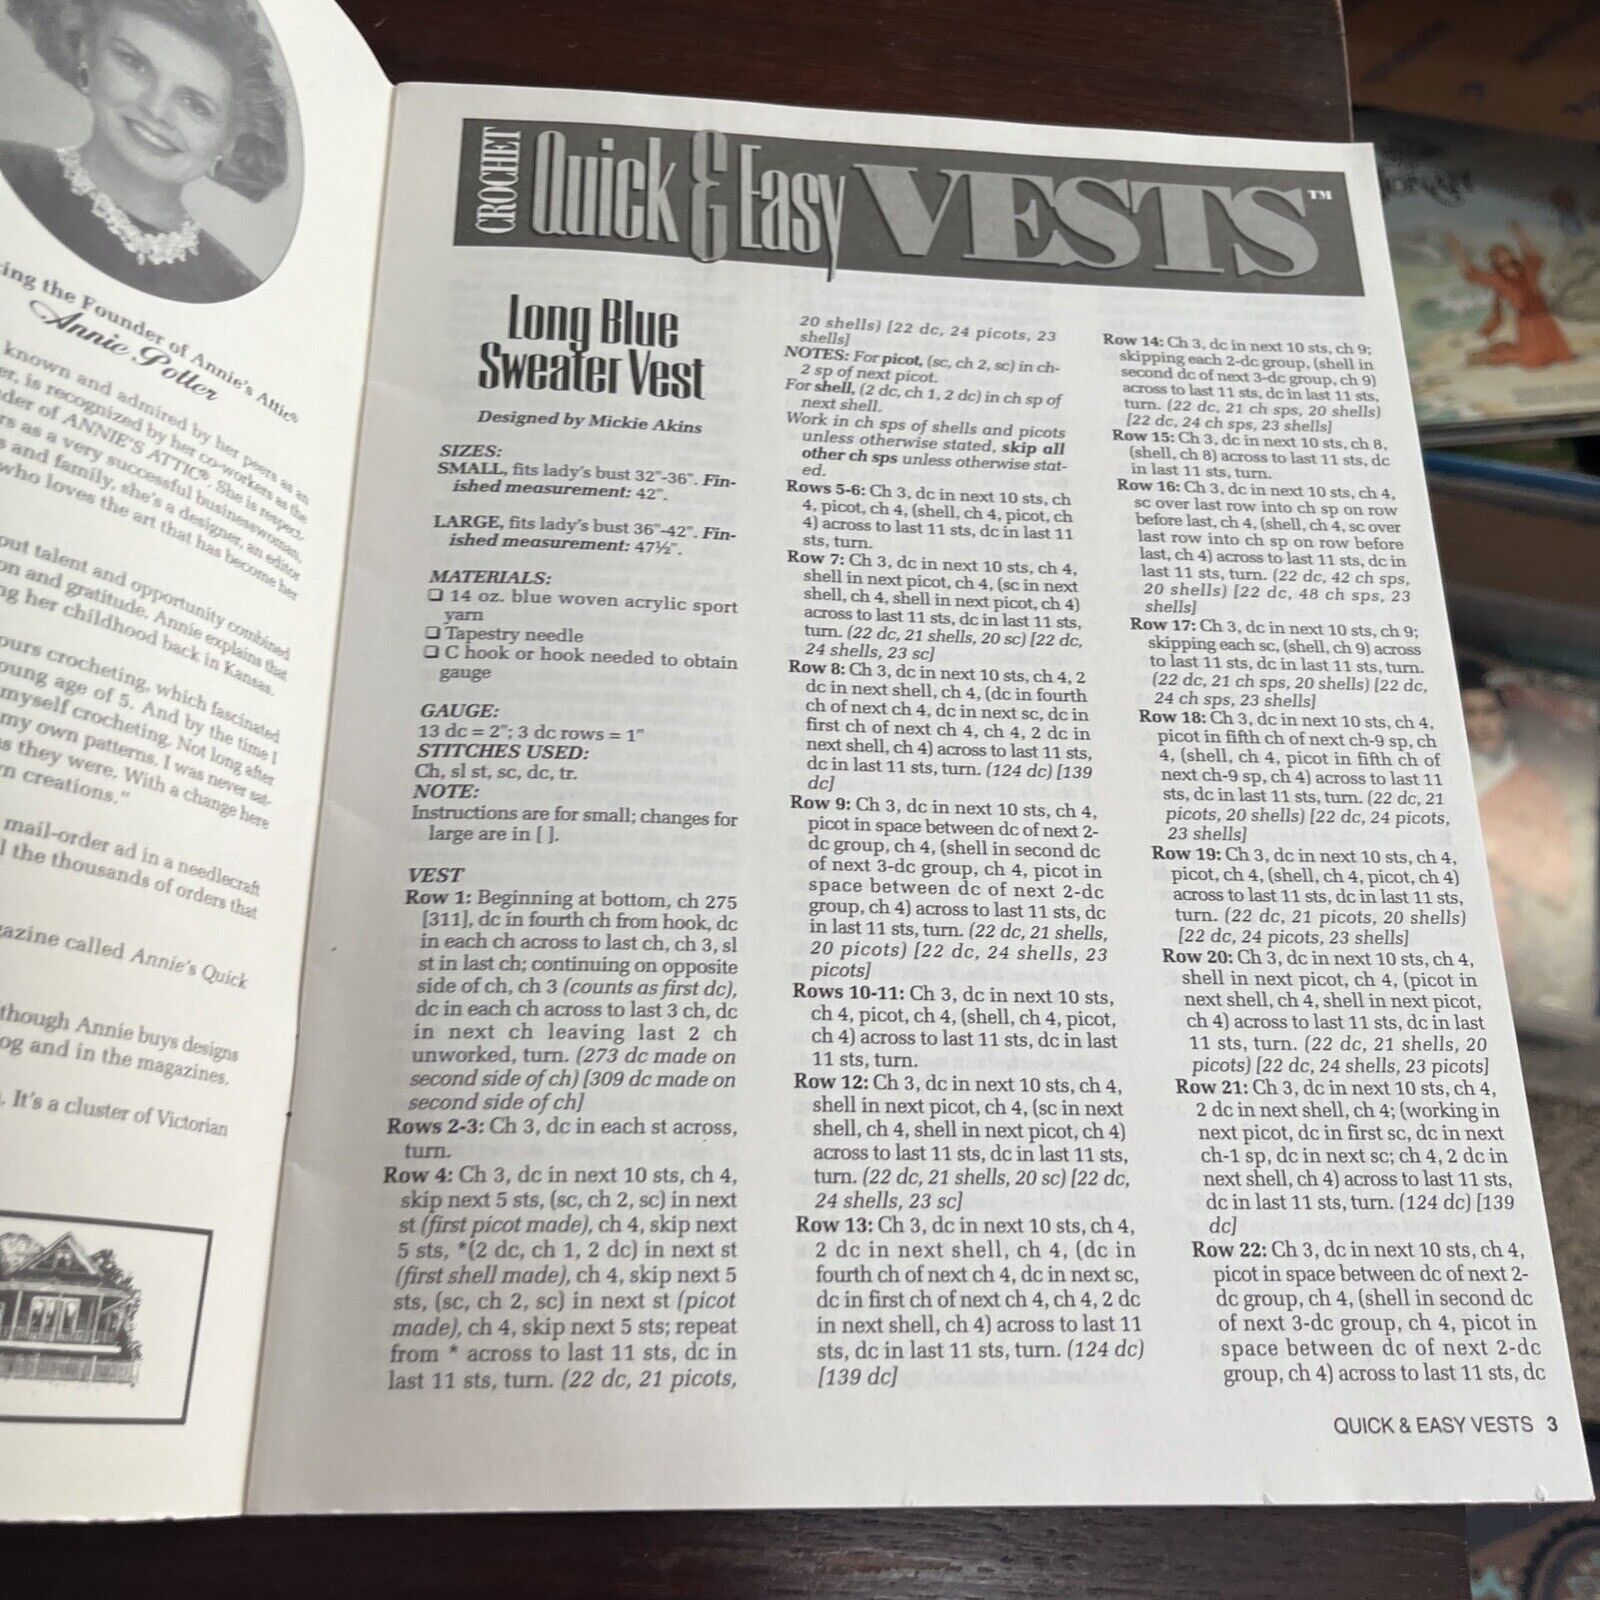 ing the Founder of Annie's Attic®
Annie Potter
known and admired by her peers as an
er, is recognized by her co-workers as the
der of ANNIE'S ATTIC®. She is respect-
rs as a very successful businesswoman,
s and family, she's a designer, an editor
who loves the art that has become her
out talent and opportunity combined
on and gratitude. Annie explains that
ng her childhood back in Kansas.
ours crocheting, which fascinated
oung age of 5. And by the time I
myself crocheting. Not long after
my own patterns. I was never sat-
s they were. With a change here
n creations."
mail-order ad in a needlecraft
l the thousands of orders that
gazine called Annie's Quick
though Annie buys designs
og and in the magazines.
. It's a cluster of Victorian
CROCHET Quick & Easy VESTS™
Long Blue
Sweater Vest
Designed by Mickie Akins
SIZES:
SMALL, fits lady's bust 32"-36". Fin-
ished measurement: 42".
LARGE, fits lady's bust 36"-42". Fin-
ished measurement: 47½".
MATERIALS:
❑ 14 oz. blue woven acrylic sport
yarn
❑ Tapestry needle
❑ C hook or hook needed to obtain
gauge
GAUGE:
13 dc = 2"; 3 dc rows = 1"
STITCHES USED:
Ch, sl st, sc, dc, tr.
NOTE:
Instructions are for small; changes for
large are in [ ].
VEST
Row 1: Beginning at bottom, ch 275
[311], dc in fourth ch from hook, dc
in each ch across to last ch, ch 3, sl
st in last ch; continuing on opposite
side of ch, ch 3 (counts as first dc),
dc in each ch across to last 3 ch, dc
in next ch leaving last 2 ch
unworked, turn. (273 dc made on
second side of ch) [309 dc made on
second side of ch]
Rows 2-3: Ch 3, dc in each st across,
turn.
Row 4: Ch 3, dc in next 10 sts, ch 4,
skip next 5 sts, (sc, ch 2, sc) in next
st (first picot made), ch 4, skip next
5 sts, *(2 dc, ch 1, 2 dc) in next st
(first shell made), ch 4, skip next 5
sts, (sc, ch 2, sc) in next st (picot
made), ch 4, skip next 5 sts; repeat
from * across to last 11 sts, dc in
last 11 sts, turn. (22 dc, 21 picots,
20 shells) [22 dc, 24 picots, 23
shells]
NOTES: For picot, (sc, ch 2, sc) in ch-
2 sp of next picot.
For shell, (2 dc, ch 1, 2 dc) in ch sp of
next shell.
Work in ch sps of shells and picots
unless otherwise stated, skip all
other ch sps unless otherwise stat-
ed.
Rows 5-6: Ch 3, dc in next 10 sts, ch
4, picot, ch 4, (shell, ch 4, picot, ch
4) across to last 11 sts, dc in last 11
sts, turn.
Row 7: Ch 3, dc in next 10 sts, ch 4,
shell in next picot, ch 4, (sc in next
shell, ch 4, shell in next picot, ch 4)
across to last 11 sts, dc in last 11 sts,
turn. (22 dc, 21 shells, 20 sc) [22 dc,
24 shells, 23 sc]
Row 8: Ch 3, dc in next 10 sts, ch 4, 2
dc in next shell, ch 4, (dc in fourth
ch of next ch 4, dc in next sc, dc in
first ch of next ch 4, ch 4, 2 dc in
next shell, ch 4) across to last 11 sts,
dc in last 11 sts, turn. (124 dc) [139
dc]
Row 9: Ch 3, dc in next 10 sts, ch 4,
picot in space between dc of next 2-
dc group, ch 4, (shell in second dc
of next 3-dc group, ch 4, picot in
space between dc of next 2-dc
group, ch 4) across to last 11 sts, dc
in last 11 sts, turn. (22 dc, 21 shells,
20 picots) [22 dc, 24 shells, 23
picots]
Rows 10-11: Ch 3, dc in next 10 sts,
ch 4, picot, ch 4, (shell, ch 4, picot,
ch 4) across to last 11 sts, dc in last
11 sts, turn.
Row 12: Ch 3, dc in next 10 sts, ch 4,
shell in next picot, ch 4, (sc in next
shell, ch 4, shell in next picot, ch 4)
across to last 11 sts, dc in last 11 sts,
turn. (22 dc, 21 shells, 20 sc) [22 dc,
24 shells, 23 sc]
Row 13: Ch 3, dc in next 10 sts, ch 4,
2 dc in next shell, ch 4, (dc in
fourth ch of next ch 4, dc in next sc,
dc in first ch of next ch 4, ch 4, 2 dc
in next shell, ch 4) across to last 11
sts, dc in last 11 sts, turn. (124 dc)
[139 dc]
Row 14: Ch 3, dc in next 10 sts, ch 9;
skipping each 2-dc group, (shell in
second dc of next 3-dc group, ch 9)
across to last 11 sts, dc in last 11 sts,
turn. (22 dc, 21 ch sps, 20 shells)
[22 dc, 24 ch sps, 23 shells]
Row 15: Ch 3, dc in next 10 sts, ch 8,
(shell, ch 8) across to last 11 sts, dc
in last 11 sts, turn.
Row 16: Ch 3, dc in next 10 sts, ch 4,
sc over last row into ch sp on row
before last, ch 4, (shell, ch 4, sc over
last row into ch sp on row before
last, ch 4) across to last 11 sts, dc in
last 11 sts, turn. (22 dc, 42 ch sps,
20 shells) [22 dc, 48 ch sps, 23
shells]
Row 17: Ch 3, dc in next 10 sts, ch 9;
skipping each sc, (shell, ch 9) across
to last 11 sts, dc in last 11 sts, turn.
(22 dc, 21 ch sps, 20 shells) [22 dc,
24 ch sps, 23 shells]
Row 18: Ch 3, dc in next 10 sts, ch 4,
picot in fifth ch of next ch-9 sp, ch
4, (shell, ch 4, picot in fifth ch of
next ch-9 sp, ch 4) across to last 11
sts, dc in last 11 sts, turn. (22 dc, 21
picots, 20 shells) [22 dc, 24 picots,
23 shells]
Row 19: Ch 3, dc in next 10 sts, ch 4,
picot, ch 4, (shell, ch 4, picot, ch 4)
across to last 11 sts, dc in last 11 sts,
turn. (22 dc, 21 picots, 20 shells)
[22 dc, 24 picots, 23 shells]
Row 20: Ch 3, dc in next 10 sts, ch 4,
shell in next picot, ch 4, (picot in
next shell, ch 4, shell in next picot,
ch 4) across to last 11 sts, dc in last
11 sts, turn. (22 dc, 21 shells, 20
picots) [22 dc, 24 shells, 23 picots]
Row 21: Ch 3, dc in next 10 sts, ch 4,
2 dc in next shell, ch 4; (working in
next picot, dc in first sc, dc in next
ch-1 sp, dc in next sc; ch 4, 2 dc in
next shell, ch 4) across to last 11 sts,
dc in last 11 sts, turn. (124 dc) [139
dc]
Row 22: Ch 3, dc in next 10 sts, ch 4,
picot in space between dc of next 2-
dc group, ch 4, (shell in second dc
of next 3-dc group, ch 4, picot in
space between dc of next 2-dc
group, ch 4) across to last 11 sts, dc
QUICK & EASY VESTS 3